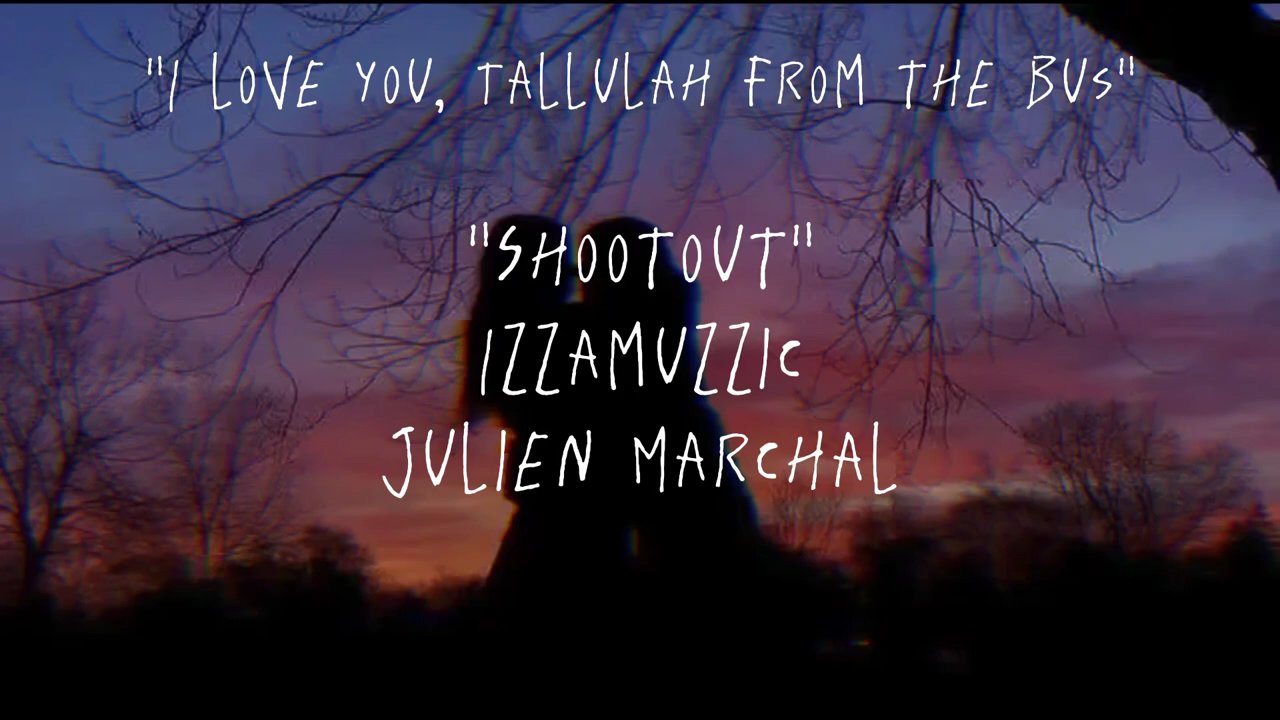 "I LOVE YOU, TALLULAH FROM THE BUS"
"SHOOTOUT"
IZZAMUZZIC
JULIEN MARCHAL